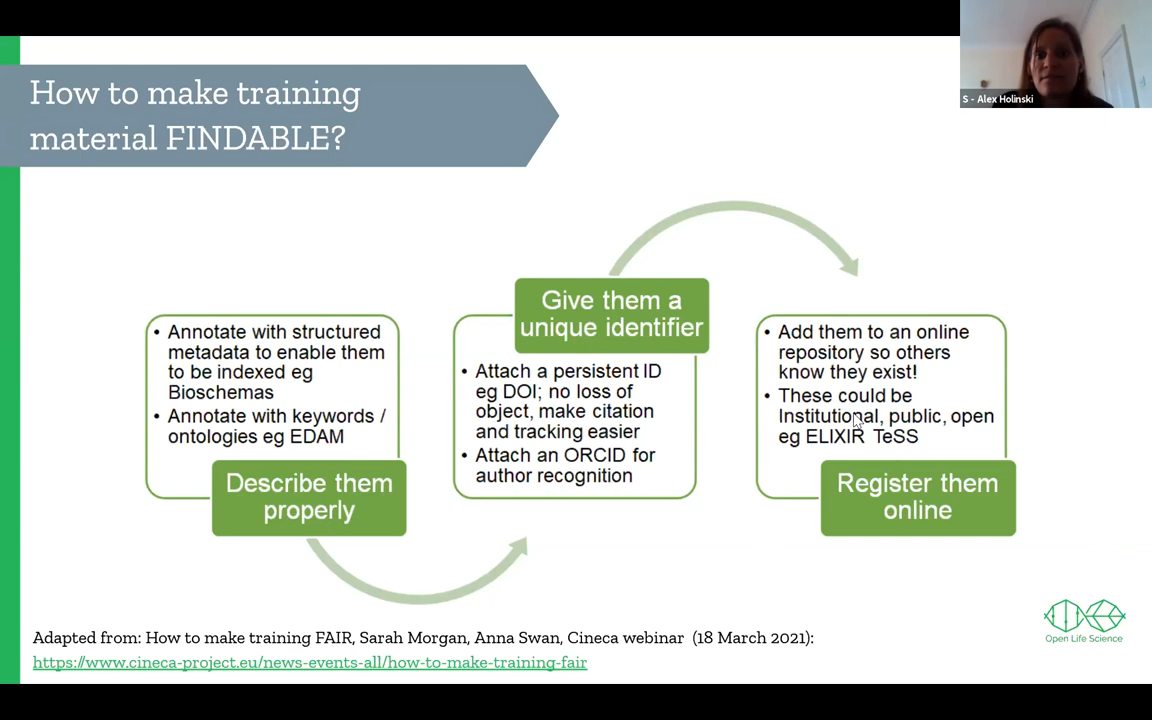 S - Alex Holinski
How to make training
material FINDABLE?
Give them a
unique identifier
• Annotate with structured
metadata to enable them
to be indexed eg
Bioschemas
• Annotate with keywords /
ontologies eg EDAM
Describe them
properly
• Attach a persistent ID
eg DOI; no loss of
object, make citation
and tracking easier
• Attach an ORCID for
author recognition
• Add them to an online
repository so others
know they exist!
• These could be
Institutional, public, open
eg ELIXIR TeSS
Register them
online
Open Life Science
Adapted from: How to make training FAIR, Sarah Morgan, Anna Swan, Cineca webinar (18 March 2021):
https://www.cineca-project.eu/news-events-all/how-to-make-training-fair